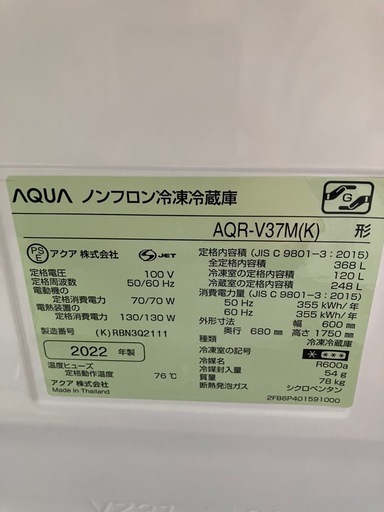 AQUA ノンフロン冷凍冷蔵庫
G
AQR-V37M(K) 形
PS E アクア 株式会社 S JET
定格電圧 100 V
定格周波数 50/60 Hz
電動機の
定格消費電力 70/70 W
電熱装置の
定格消費電力 130/130 W
製造番号 (K)RBN3Q2111
2022 年製
温度ヒューズ
定格動作温度 76℃
アクア 株式会社
Made in Thailand
定格内容積 (JIS C 9801-3:2015)
全定格内容積 368 L
冷凍室の定格内容積 120 L
冷蔵室の定格内容積 248 L
消費電力量 (JIS C 9801-3:2015)
50 Hz 355 kWh/年
60 Hz 355 kWh/年
外形寸法 幅 600 mm
奥行 680 mm 高さ 1750 mm
種類 冷凍冷蔵庫
冷凍室の記号
冷媒 R600a
冷媒封入量 54 g
質量 78 kg
断熱発泡ガス シクロペンタン
2FB6P401591000